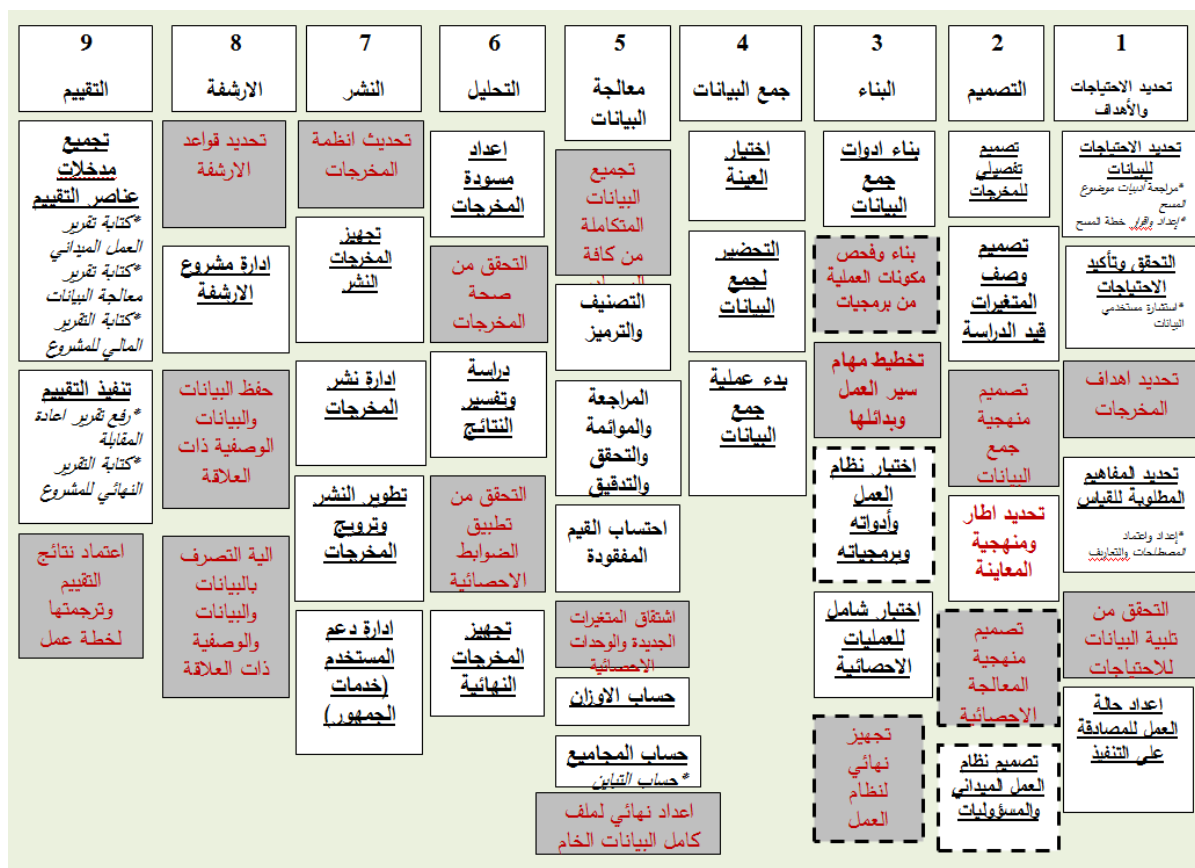 1
تحديد الاحتياجات
والأهداف
تحديد الاحتياجات
للبيانات
*مراجعة ادبيات موضوع
المسح
*إعداد وإقرار خطة المسح
التحقق وتأكيد
الاحتياجات
*استشارة مستخدمي
البيانات
تحديد اهداف
المخرجات
تحديد المفاهيم
المطلوبة للقياس
*إعداد واعتماد
المصطلحات والتعاريف
التحقق من
تلبية البيانات
للاحتياجات
اعداد حالة
العمل للمصادقة
على التنفيذ
2
التصميم
تصميم
تفصيلي
للمخرجات
تصميم
وصف
المتغيرات
قيد الدراسة
تصميم
منهجية
جمع
البيانات
تحديد اطار
ومنهجية
المعاينة
تصميم
منهجية
المعالجة
الاحصائية
تصميم نظام
العمل الميداني
والمسؤوليات
3
البناء
بناء ادوات
جمع
البيانات
بناء وفحص
مكونات العملية
من برمجيات
تخطيط مهام
سير العمل
وبدائلها
اختبار نظام
العمل
وأدواته
وبرمجياته
اختبار شامل
للعمليات
الاحصائية
تجهيز
نهائي
لنظام
العمل
4
جمع البيانات
اختيار
العينة
التحضير
لجمع
البيانات
بدء عملية
جمع
البيانات
5
معالجة
البيانات
تجميع
البيانات
المتكاملة
من كافة
التصنيف
والترميز
المراجعة
والموائمة
والتحقق
والتدقيق
احتساب القيم
المفقودة
اشتقاق المتغيرات
الجديدة والوحدات
الاحصائية
حساب الاوزان
حساب المجاميع
*حساب التباين
اعداد نهائي لملف
كامل البيانات الخام
6
التحليل
اعداد
مسودة
المخرجات
التحقق من
صحة
المخرجات
دراسة
وتفسير
النتائج
التحقق من
تطبيق
الضوابط
الاحصائية
تجهيز
المخرجات
النهائية
7
النشر
تحديث انظمة
المخرجات
تجهيز
المخرجات
النشر
ادارة نشر
المخرجات
تطوير النشر
وترويج
المخرجات
ادارة دعم
المستخدم
(خدمات
الجمهور)
8
الارشفة
تحديد قواعد
الارشفة
ادارة مشروع
الارشفة
حفظ البيانات
والبيانات
الوصفية ذات
العلاقة
الية التصرف
بالبيانات
والبيانات
والوصفية
ذات العلاقة
9
التقييم
تجميع
مدخلات
عناصر التقييم
*كتابة تقرير
العمل الميداني
*كتابة تقرير
معالجة البيانات
*كتابة التقرير
المالي للمشروع
تنفيذ التقييم
*رفع تقرير اعادة
المقابلة
*كتابة التقرير
النهائي للمشروع
اعتماد نتائج
التقييم
وترجمتها
لخطة عمل